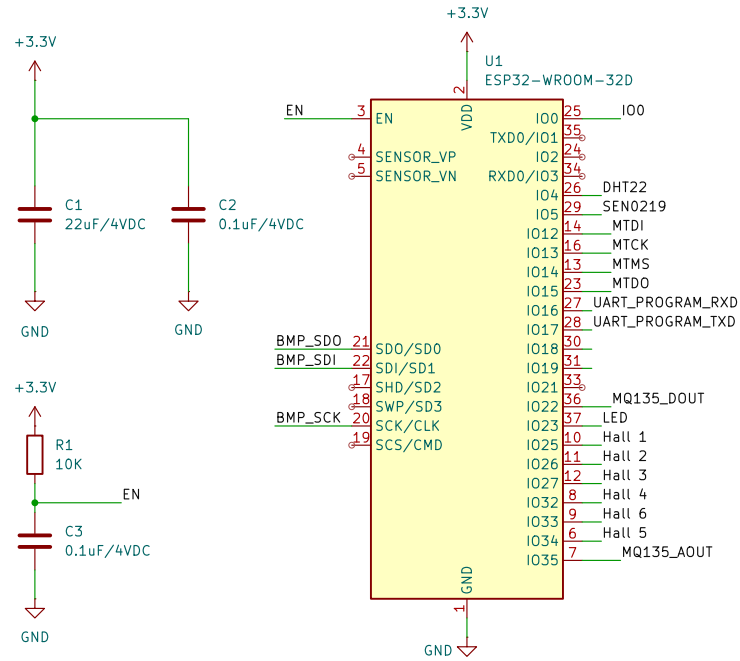 +3.3V
C1
22uF/4VDC
C2
0.1uF/4VDC
GND
GND
+3.3V
R1
10K
EN
C3
0.1uF/4VDC
GND
+3.3V
U1
ESP32-WROOM-32D
2
VDD
EN 3 EN
4 SENSOR_VP
5 SENSOR_VN
BMP_SDO 21 SDO/SD0
BMP_SDI 22 SDI/SD1
17 SHD/SD2
18 SWP/SD3
BMP_SCK 20 SCK/CLK
19 SCS/CMD
IO0 25 IO0
TXD0/IO1 35
IO2 24
RXD0/IO3 34
IO4 26 DHT22
IO5 29 SEN0219
IO12 14 MTDI
IO13 16 MTCK
IO14 13 MTMS
IO15 23 MTDO
IO16 27 UART_PROGRAM_RXD
IO17 28 UART_PROGRAM_TXD
IO18 30
IO19 31
IO21 33
IO22 36 MQ135_DOUT
IO23 37 LED
IO25 10 Hall 1
IO26 11 Hall 2
IO27 12 Hall 3
IO32 8 Hall 4
IO33 9 Hall 6
IO34 6 Hall 5
IO35 7 MQ135_AOUT
GND
1
GND